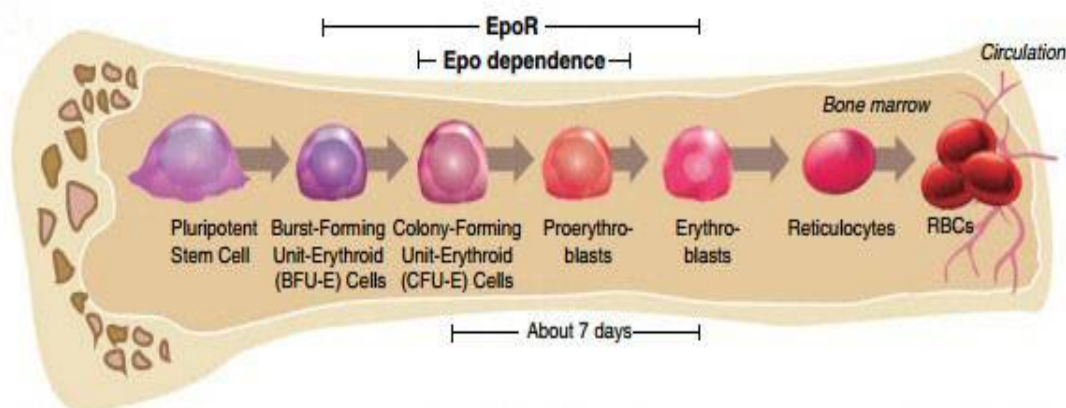 EpoR
Epo dependence
Circulation
Bone marrow
Pluripotent
Stem Cell
Burst-Forming
Unit-Erythroid
(BFU-E) Cells
Colony-Forming
Unit-Erythroid
(CFU-E) Cells
Proerythro-
blasts
Erythro-
blasts
Reticulocytes
RBCs
About 7 days